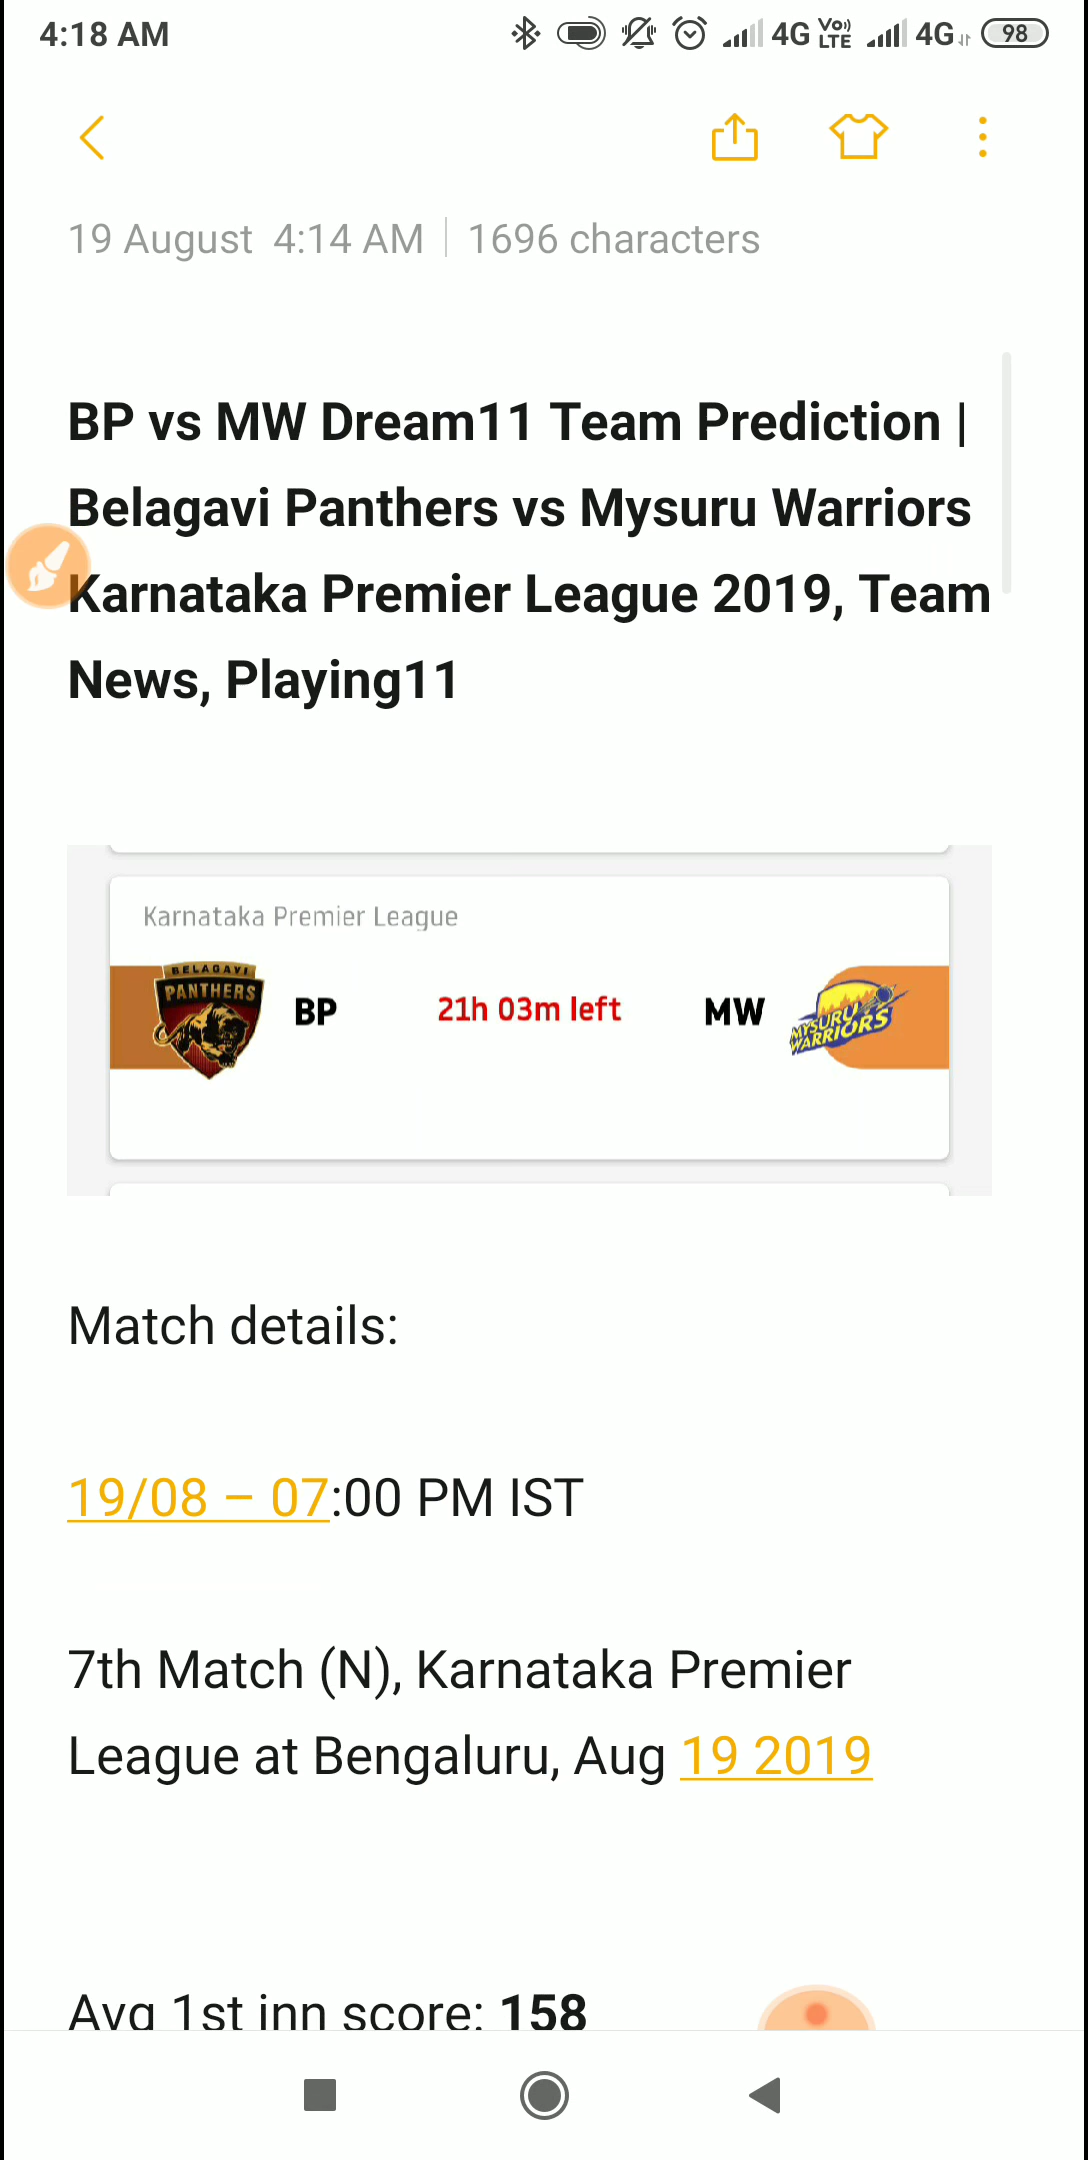 4:18 AM 4G Vo)) LTE 4G 98
19 August 4:14 AM | 1696 characters
BP vs MW Dream11 Team Prediction |
Belagavi Panthers vs Mysuru Warriors
Karnataka Premier League 2019, Team
News, Playing11
Karnataka Premier League
BELAGAVI
PANTHERS
BP 21h 03m left MW
MYSURU
WARRIORS
Match details:
19/08 – 07:00 PM IST
7th Match (N), Karnataka Premier
League at Bengaluru, Aug 19 2019
Avg 1st inn score: 158